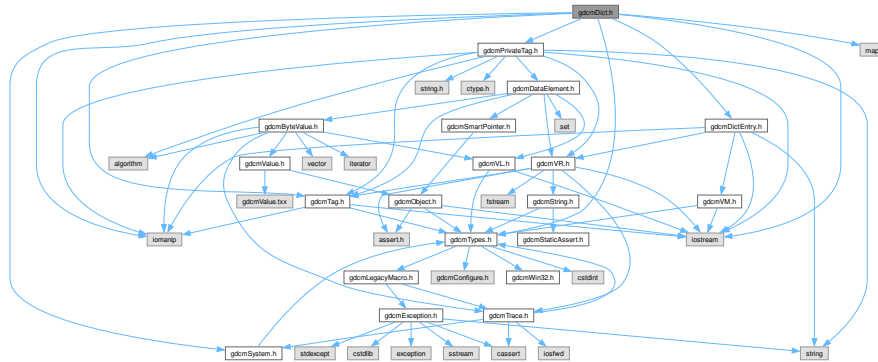 gdcmDict.h
gdcmPrivateTag.h
map
string.h
ctype.h
gdcmDataElement.h
gdcmByteValue.h
gdcmSmartPointer.h
set
gdcmDictEntry.h
algorithm
gdcmValue.h
vector
iterator
gdcmVL.h
gdcmVR.h
gdcmValue.txx
gdcmTag.h
gdcmObject.h
fstream
gdcmString.h
gdcmVM.h
iomanip
assert.h
gdcmTypes.h
gdcmStaticAssert.h
iostream
gdcmLegacyMacro.h
gdcmConfigure.h
gdcmWin32.h
cstdint
gdcmException.h
gdcmTrace.h
gdcmSystem.h
stdexcept
cstdlib
exception
sstream
cassert
iosfwd
string